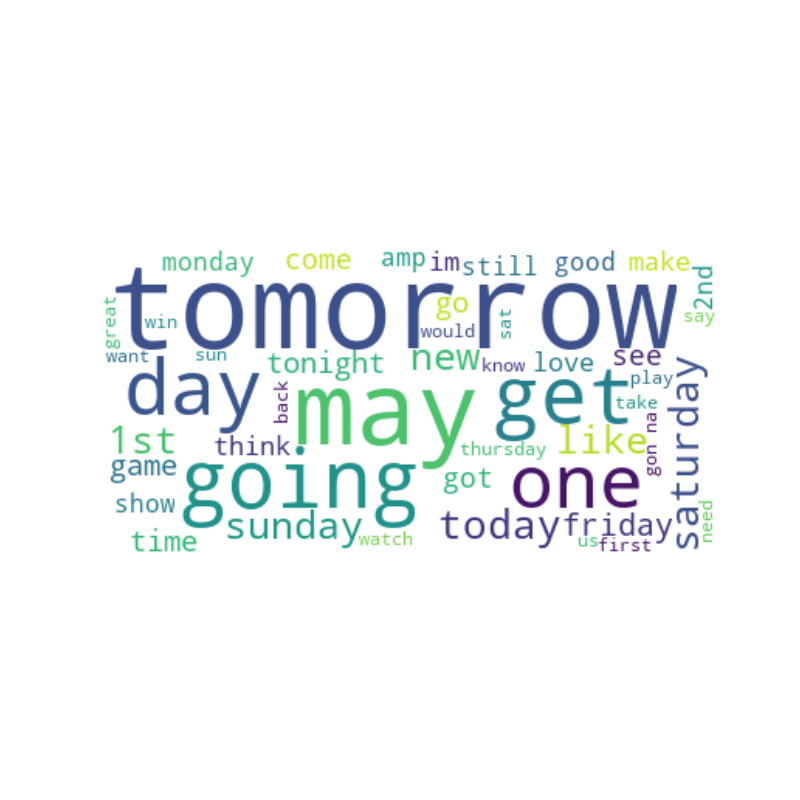 monday come amp im still good make 2nd
tomorrow
great win go would sat say
want sun tonight new know love see
day back may get play saturday
1st think like take
game going thursday gon na
show got one
sunday today friday need
time watch us first